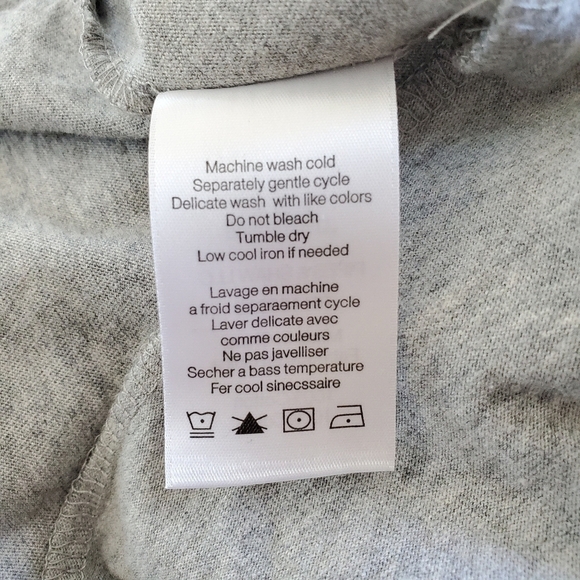 Machine wash cold
Separately gentle cycle
Delicate wash with like colors
Do not bleach
Tumble dry
Low cool iron if needed
Lavage en machine
a froid separaement cycle
Laver delicate avec
comme couleurs
Ne pas javelliser
Secher a bass temperature
Fer cool sinecssaire